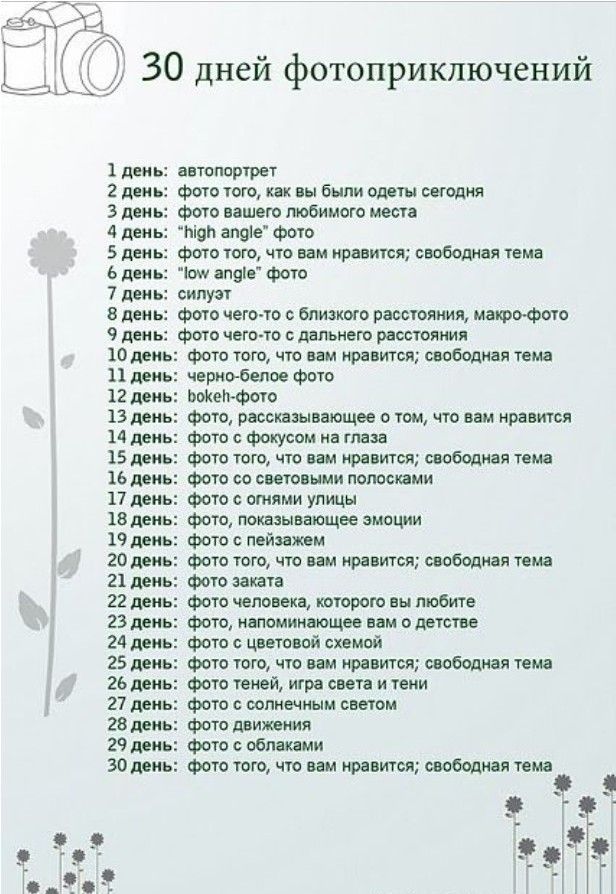 30 дней фотоприключений
1 день: автопортрет
2 день: фото того, как вы были одеты сегодня
3 день: фото вашего любимого места
4 день: "high angle" фото
5 день: фото того, что вам нравится; свободная тема
6 день: "low angle" фото
7 день: силуэт
8 день: фото чего-то с близкого расстояния, макро-фото
9 день: фото чего-то с дальнего расстояния
10 день: фото того, что вам нравится; свободная тема
11 день: черно-белое фото
12 день: bokeh-фото
13 день: фото, рассказывающее о том, что вам нравится
14 день: фото с фокусом на глаза
15 день: фото того, что вам нравится; свободная тема
16 день: фото со световыми полосками
17 день: фото с огнями улицы
18 день: фото, показывающее эмоции
19 день: фото с пейзажем
20 день: фото того, что вам нравится; свободная тема
21 день: фото заката
22 день: фото человека, которого вы любите
23 день: фото, напоминающее вам о детстве
24 день: фото с цветовой схемой
25 день: фото того, что вам нравится; свободная тема
26 день: фото теней, игра света и тени
27 день: фото с солнечным светом
28 день: фото движения
29 день: фото с облаками
30 день: фото того, что вам нравится; свободная тема